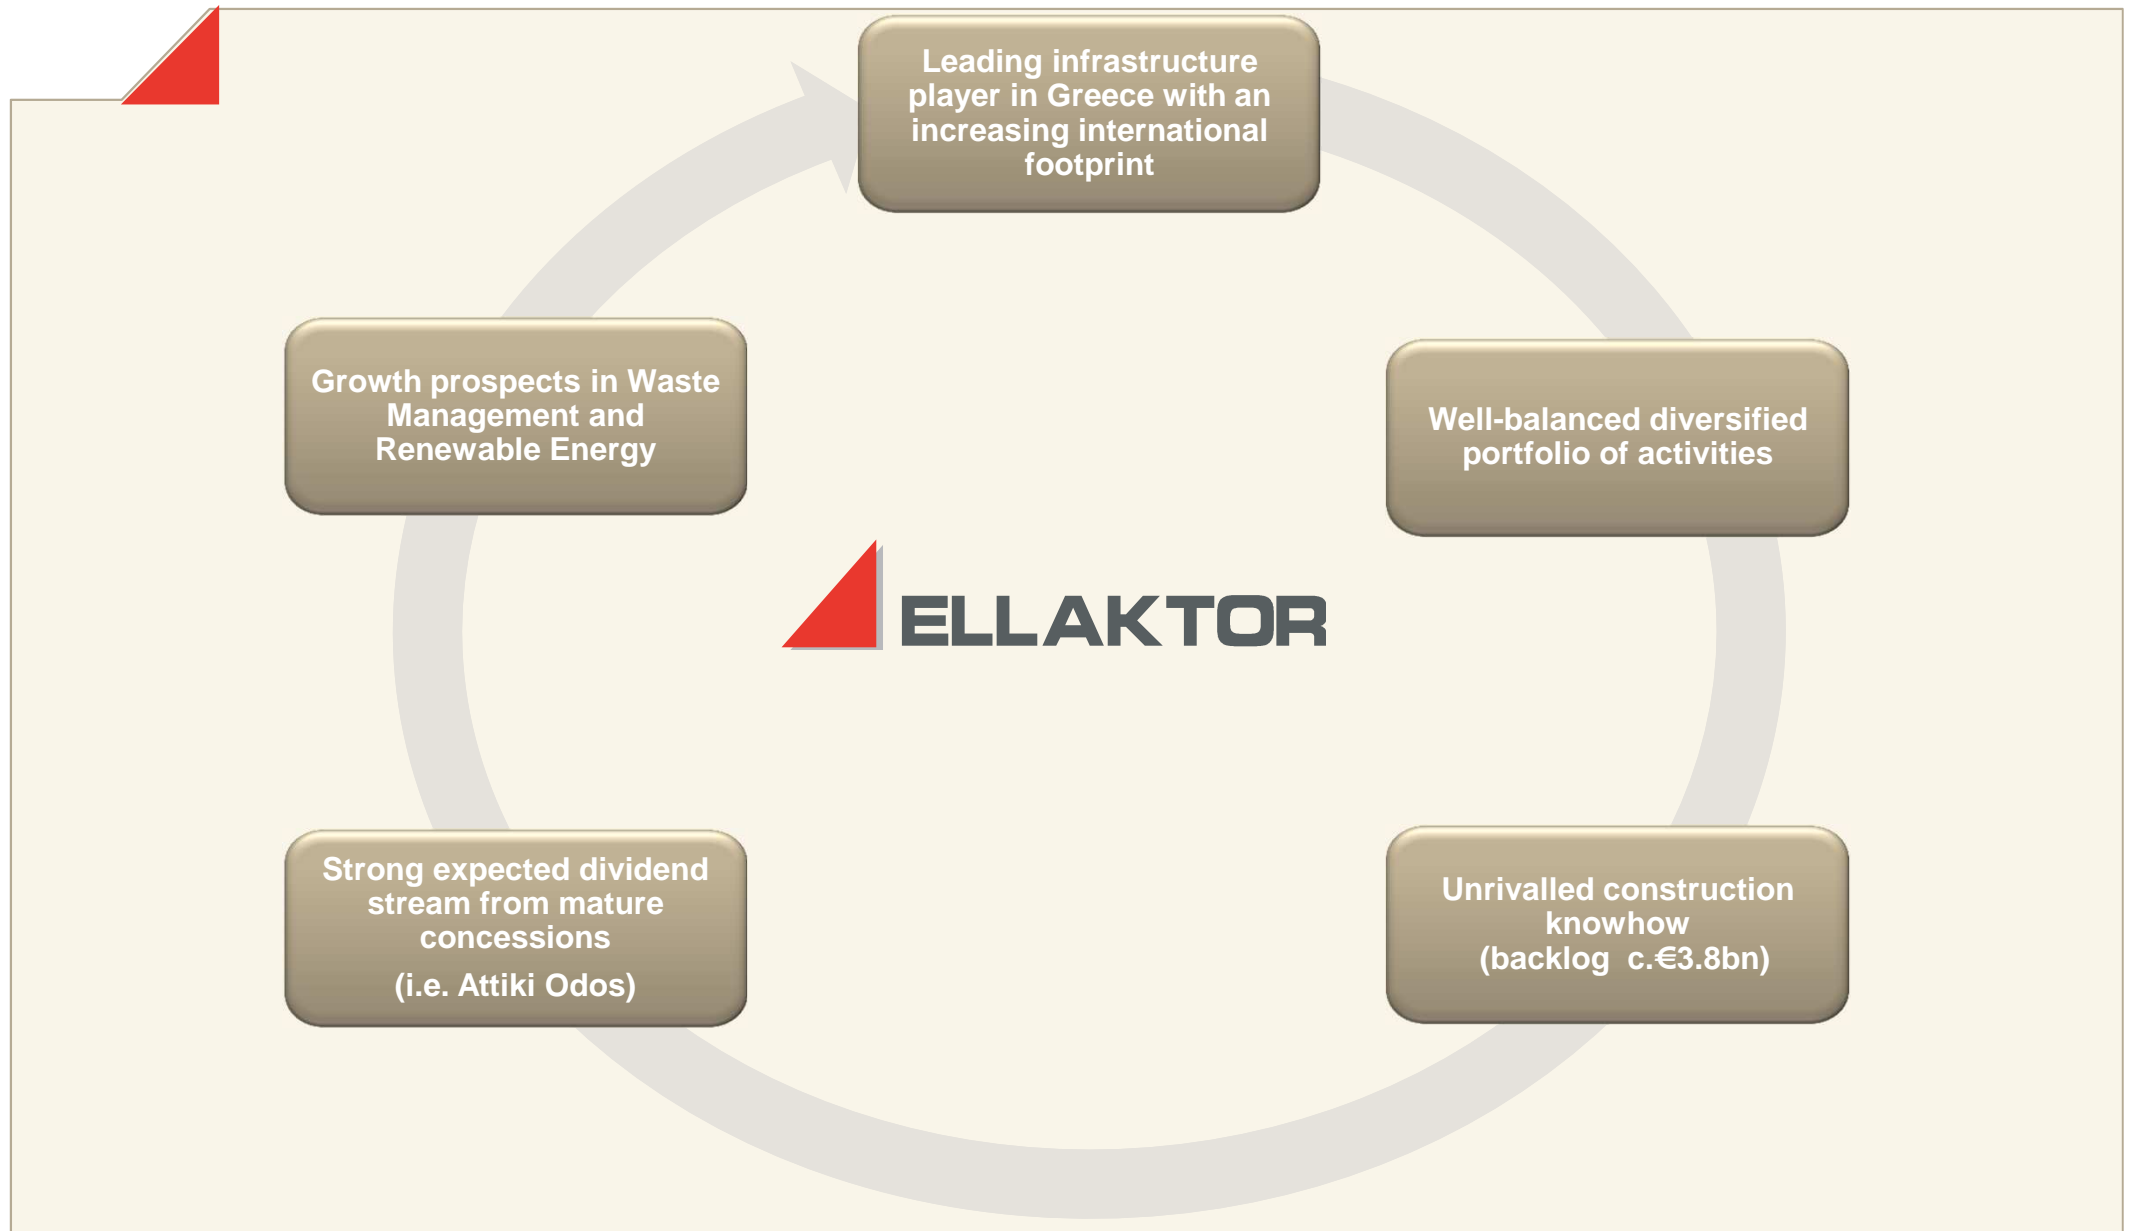 Leading infrastructure
player in Greece with an
increasing international
footprint
Well-balanced diversified
portfolio of activities
Unrivalled construction
knowhow
(backlog c.€3.8bn)
Strong expected dividend
stream from mature
concessions
(i.e. Attiki Odos)
Growth prospects in Waste
Management and
Renewable Energy
ELLAKTOR